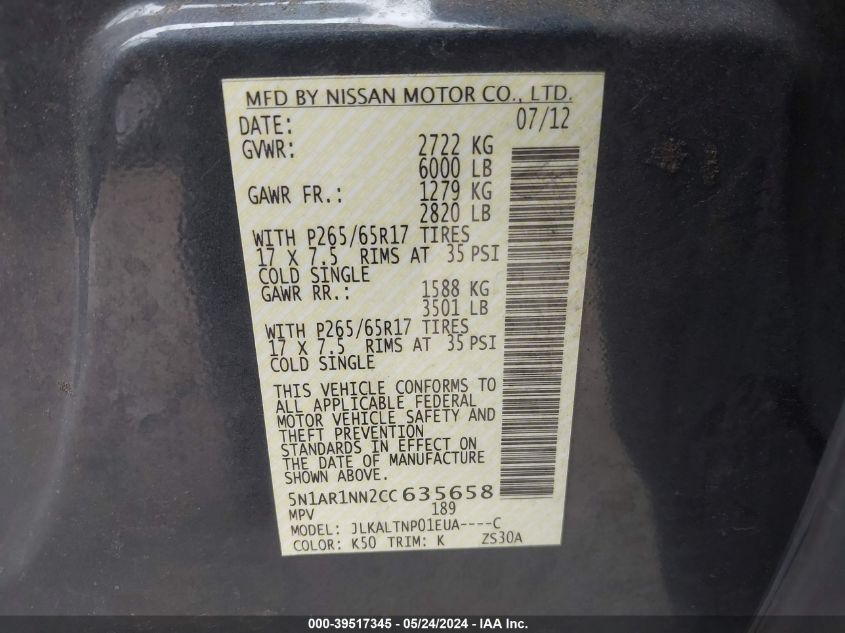 MFD BY NISSAN MOTOR CO., LTD.
DATE: 07/12
GVWR: 2722 KG
6000 LB
GAWR FR.: 1279 KG
2820 LB
WITH P265/65R17 TIRES
17 X 7.5 RIMS AT 35 PSI
COLD SINGLE
GAWR RR.: 1588 KG
3501 LB
WITH P265/65R17 TIRES
17 X 7.5 RIMS AT 35 PSI
COLD SINGLE
THIS VEHICLE CONFORMS TO
ALL APPLICABLE FEDERAL
MOTOR VEHICLE SAFETY AND
THEFT PREVENTION
STANDARDS IN EFFECT ON
THE DATE OF MANUFACTURE
SHOWN ABOVE.
5N1AR1NN2CC635658
MPV 189
MODEL: JLKALTNP01EUA----C
COLOR: K50 TRIM: K ZS30A
000-39517345 - 05/24/2024 - IAA Inc.